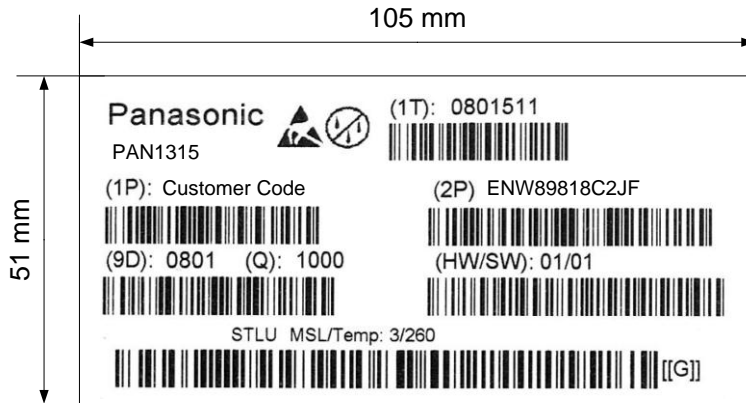 105 mm
51 mm
Panasonic
PAN1315
(1T): 0801511
(1P): Customer Code
(2P) ENW89818C2JF
(9D): 0801 (Q): 1000
(HW/SW): 01/01
STLU MSL/Temp: 3/260
[[G]]